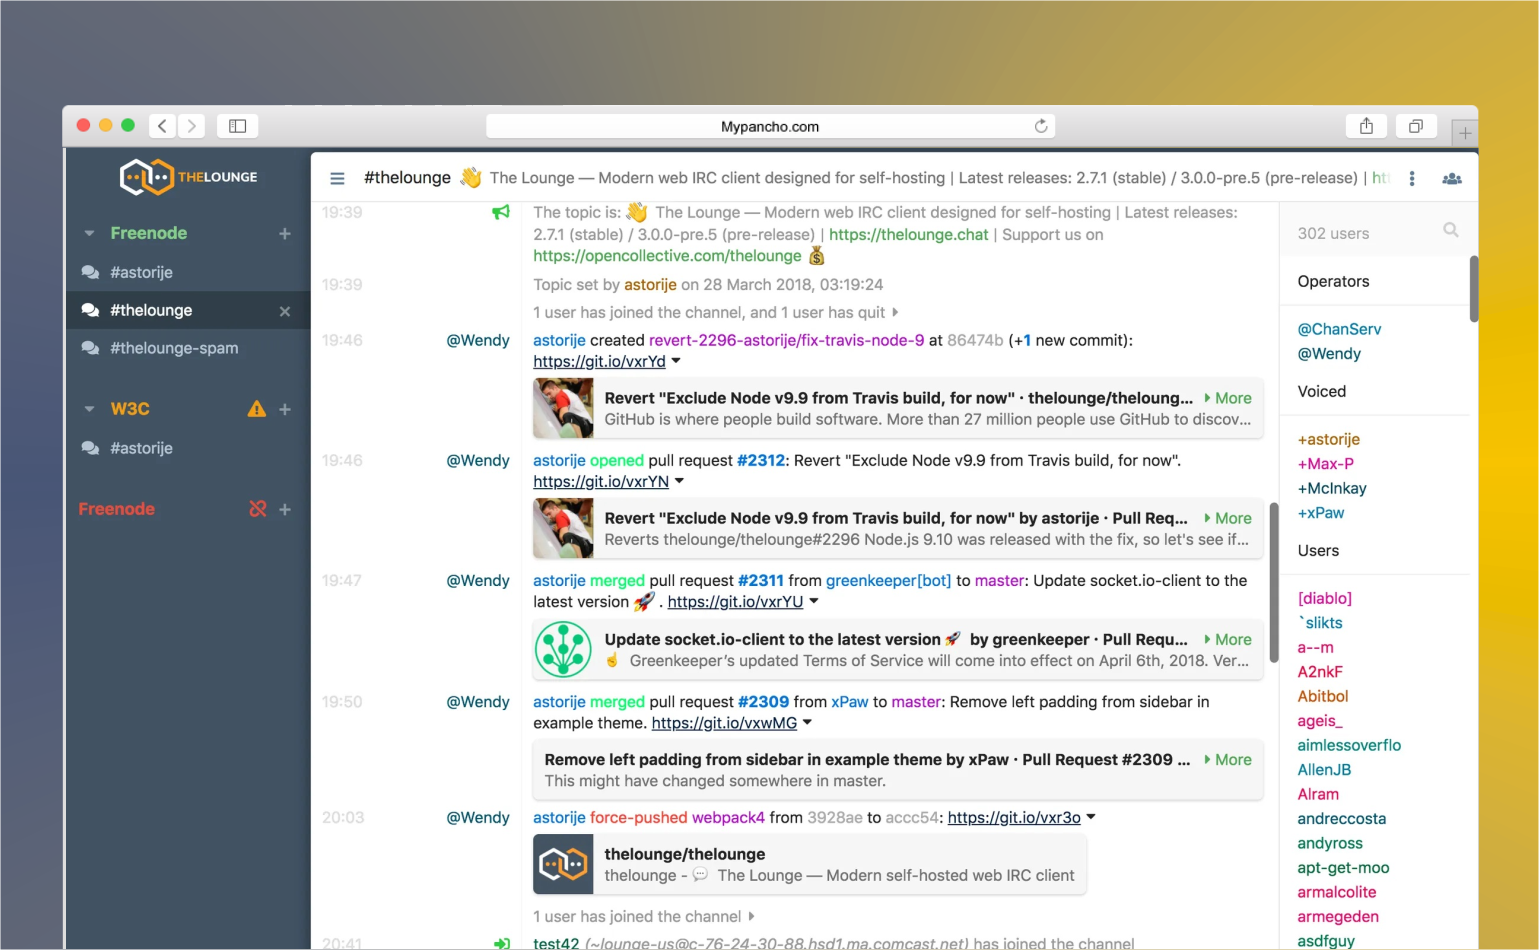 Mypancho.com
THELOUNGE
Freenode
#astorije
#thelounge
#thelounge-spam
W3C
#astorije
Freenode
#thelounge 👋 The Lounge — Modern web IRC client designed for self-hosting | Latest releases: 2.7.1 (stable) / 3.0.0-pre.5 (pre-release) | ht
19:39 The topic is: 👋 The Lounge — Modern web IRC client designed for self-hosting | Latest releases:
2.7.1 (stable) / 3.0.0-pre.5 (pre-release) | https://thelounge.chat | Support us on
https://opencollective.com/thelounge 💰
19:39 Topic set by astorije on 28 March 2018, 03:19:24
1 user has joined the channel, and 1 user has quit
19:46 @Wendy astorije created revert-2296-astorije/fix-travis-node-9 at 86474b (+1 new commit):
https://git.io/vxrYd
Revert "Exclude Node v9.9 from Travis build, for now" · thelounge/theloung... More
GitHub is where people build software. More than 27 million people use GitHub to discov...
19:46 @Wendy astorije opened pull request #2312: Revert "Exclude Node v9.9 from Travis build, for now".
https://git.io/vxrYN
Revert "Exclude Node v9.9 from Travis build, for now" by astorije · Pull Req... More
Reverts thelounge/thelounge#2296 Node.js 9.10 was released with the fix, so let's see if...
19:47 @Wendy astorije merged pull request #2311 from greenkeeper[bot] to master: Update socket.io-client to the
latest version 🚀 . https://git.io/vxrYU
Update socket.io-client to the latest version 🚀 by greenkeeper · Pull Requ... More
☝ Greenkeeper's updated Terms of Service will come into effect on April 6th, 2018. Ver...
19:50 @Wendy astorije merged pull request #2309 from xPaw to master: Remove left padding from sidebar in
example theme. https://git.io/vxwMG
Remove left padding from sidebar in example theme by xPaw · Pull Request #2309 ... More
This might have changed somewhere in master.
20:03 @Wendy astorije force-pushed webpack4 from 3928ae to accc54: https://git.io/vxr3o
thelounge/thelounge
thelounge - 💬 The Lounge — Modern self-hosted web IRC client
1 user has joined the channel
20:41 test42 (~lounge-us@c-76-24-30-88.hsd1.ma.comcast.net) has joined the channel
302 users
Operators
@ChanServ
@Wendy
Voiced
+astorije
+Max-P
+McInkay
+xPaw
Users
[diablo]
`slikts
a--m
A2nkF
Abitbol
ageis_
aimlessoverflo
AllenJB
Alram
andreccosta
andyross
apt-get-moo
armalcolite
armegeden
asdfguy